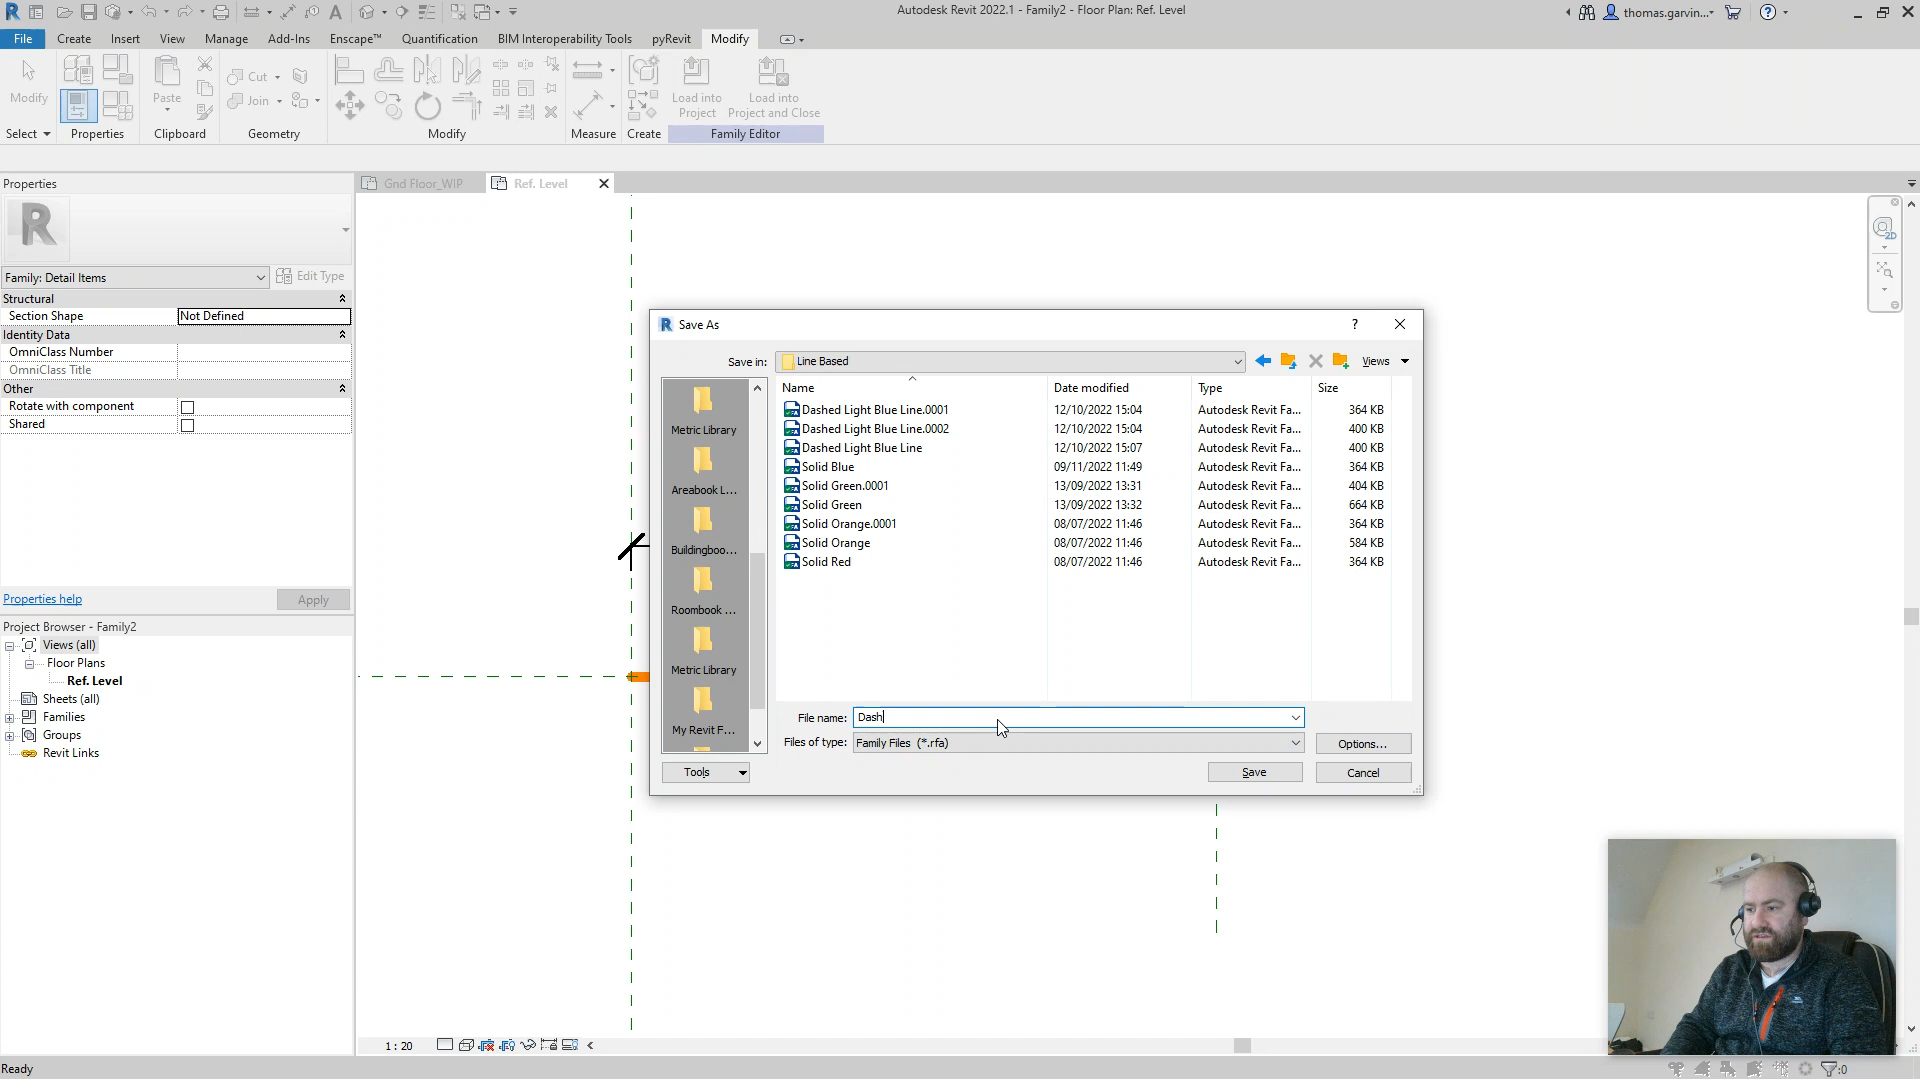 Autodesk Revit 2022.1 - Family2 - Floor Plan: Ref. Level
thomas.garvin...
File Create Insert View Manage Add-Ins Enscape™ Quantification BIM Interoperability Tools pyRevit Modify
Modify
Paste
Cut
Join
Load into Project
Load into Project and Close
Select Properties Clipboard Geometry Modify Measure Create Family Editor
Properties
Gnd Floor_WIP
Ref. Level
R
Family: Detail Items
Edit Type
Structural
Section Shape Not Defined
Identity Data
OmniClass Number
OmniClass Title
Other
Rotate with component
Shared
Properties help
Apply
Project Browser - Family2
Views (all)
Floor Plans
Ref. Level
Sheets (all)
Families
Groups
Revit Links
2D
Save As
?
Save in: Line Based
Views
Metric Library
Areabook L...
Buildingboo...
Roombook ...
Metric Library
My Revit F...
Name Date modified Type Size
Dashed Light Blue Line.0001 12/10/2022 15:04 Autodesk Revit Fa... 364 KB
Dashed Light Blue Line.0002 12/10/2022 15:04 Autodesk Revit Fa... 400 KB
Dashed Light Blue Line 12/10/2022 15:07 Autodesk Revit Fa... 400 KB
Solid Blue 09/11/2022 11:49 Autodesk Revit Fa... 364 KB
Solid Green.0001 13/09/2022 13:31 Autodesk Revit Fa... 404 KB
Solid Green 13/09/2022 13:32 Autodesk Revit Fa... 664 KB
Solid Orange.0001 08/07/2022 11:46 Autodesk Revit Fa... 364 KB
Solid Orange 08/07/2022 11:46 Autodesk Revit Fa... 584 KB
Solid Red 08/07/2022 11:46 Autodesk Revit Fa... 364 KB
File name: Dash
Files of type: Family Files (*.rfa)
Options...
Tools
Save
Cancel
1 : 20
Ready
:0